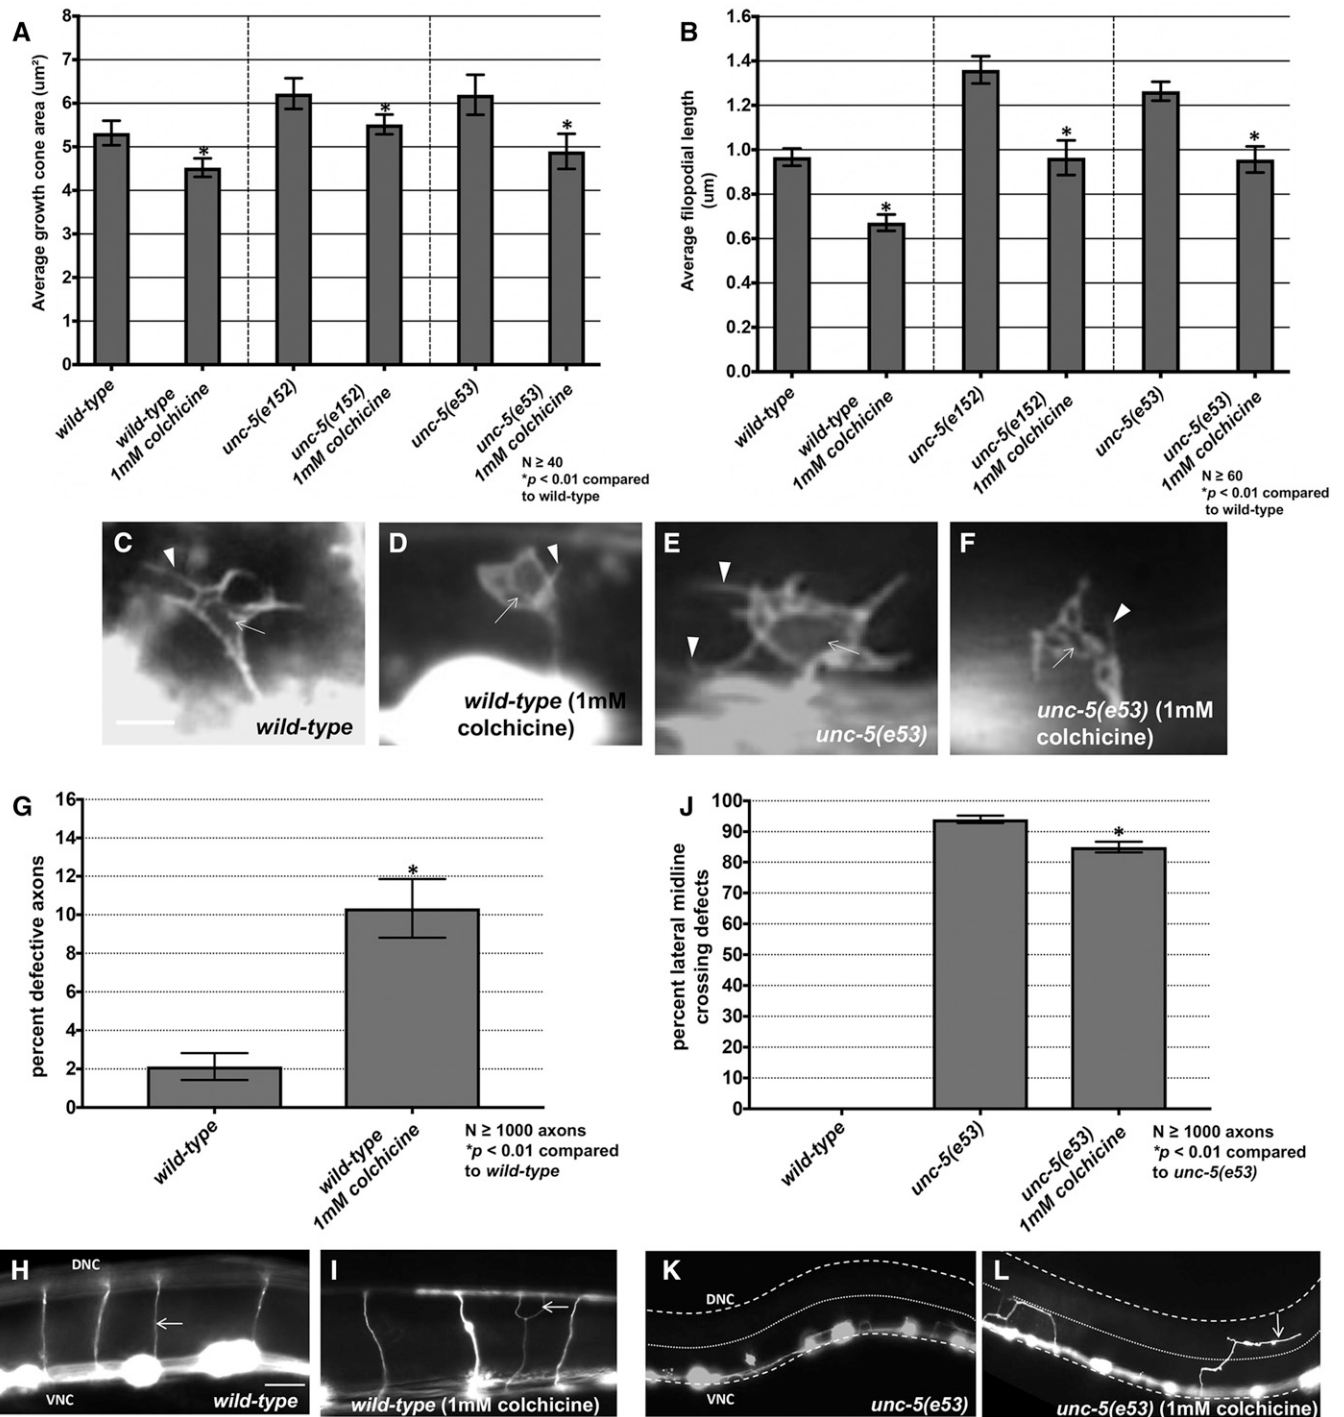 A
Average growth cone area (um²)
8
7
6
5
4
3
2
1
0
*
*
*
wild-type
wild-type
1mM colchicine
unc-5(e152)
unc-5(e152)
1mM colchicine
unc-5(e53)
unc-5(e53)
1mM colchicine
N ≥ 40
*p < 0.01 compared
to wild-type
B
Average filopodial length
(um)
1.6
1.4
1.2
1.0
0.8
0.6
0.4
0.2
0.0
*
*
*
wild-type
wild-type
1mM colchicine
unc-5(e152)
unc-5(e152)
1mM colchicine
unc-5(e53)
unc-5(e53)
1mM colchicine
N ≥ 60
*p < 0.01 compared
to wild-type
C
wild-type
D
wild-type (1mM
colchicine)
E
unc-5(e53)
F
unc-5(e53) (1mM
colchicine)
G
percent defective axons
16
14
12
10
8
6
4
2
0
*
wild-type
wild-type
1mM colchicine
N ≥ 1000 axons
*p < 0.01 compared
to wild-type
J
percent lateral midline
crossing defects
100
90
80
70
60
50
40
30
20
10
0
*
wild-type
unc-5(e53)
unc-5(e53)
1mM colchicine
N ≥ 1000 axons
*p < 0.01 compared
to unc-5(e53)
H
DNC
VNC
wild-type
I
wild-type (1mM colchicine)
K
DNC
VNC
unc-5(e53)
L
unc-5(e53) (1mM colchicine)